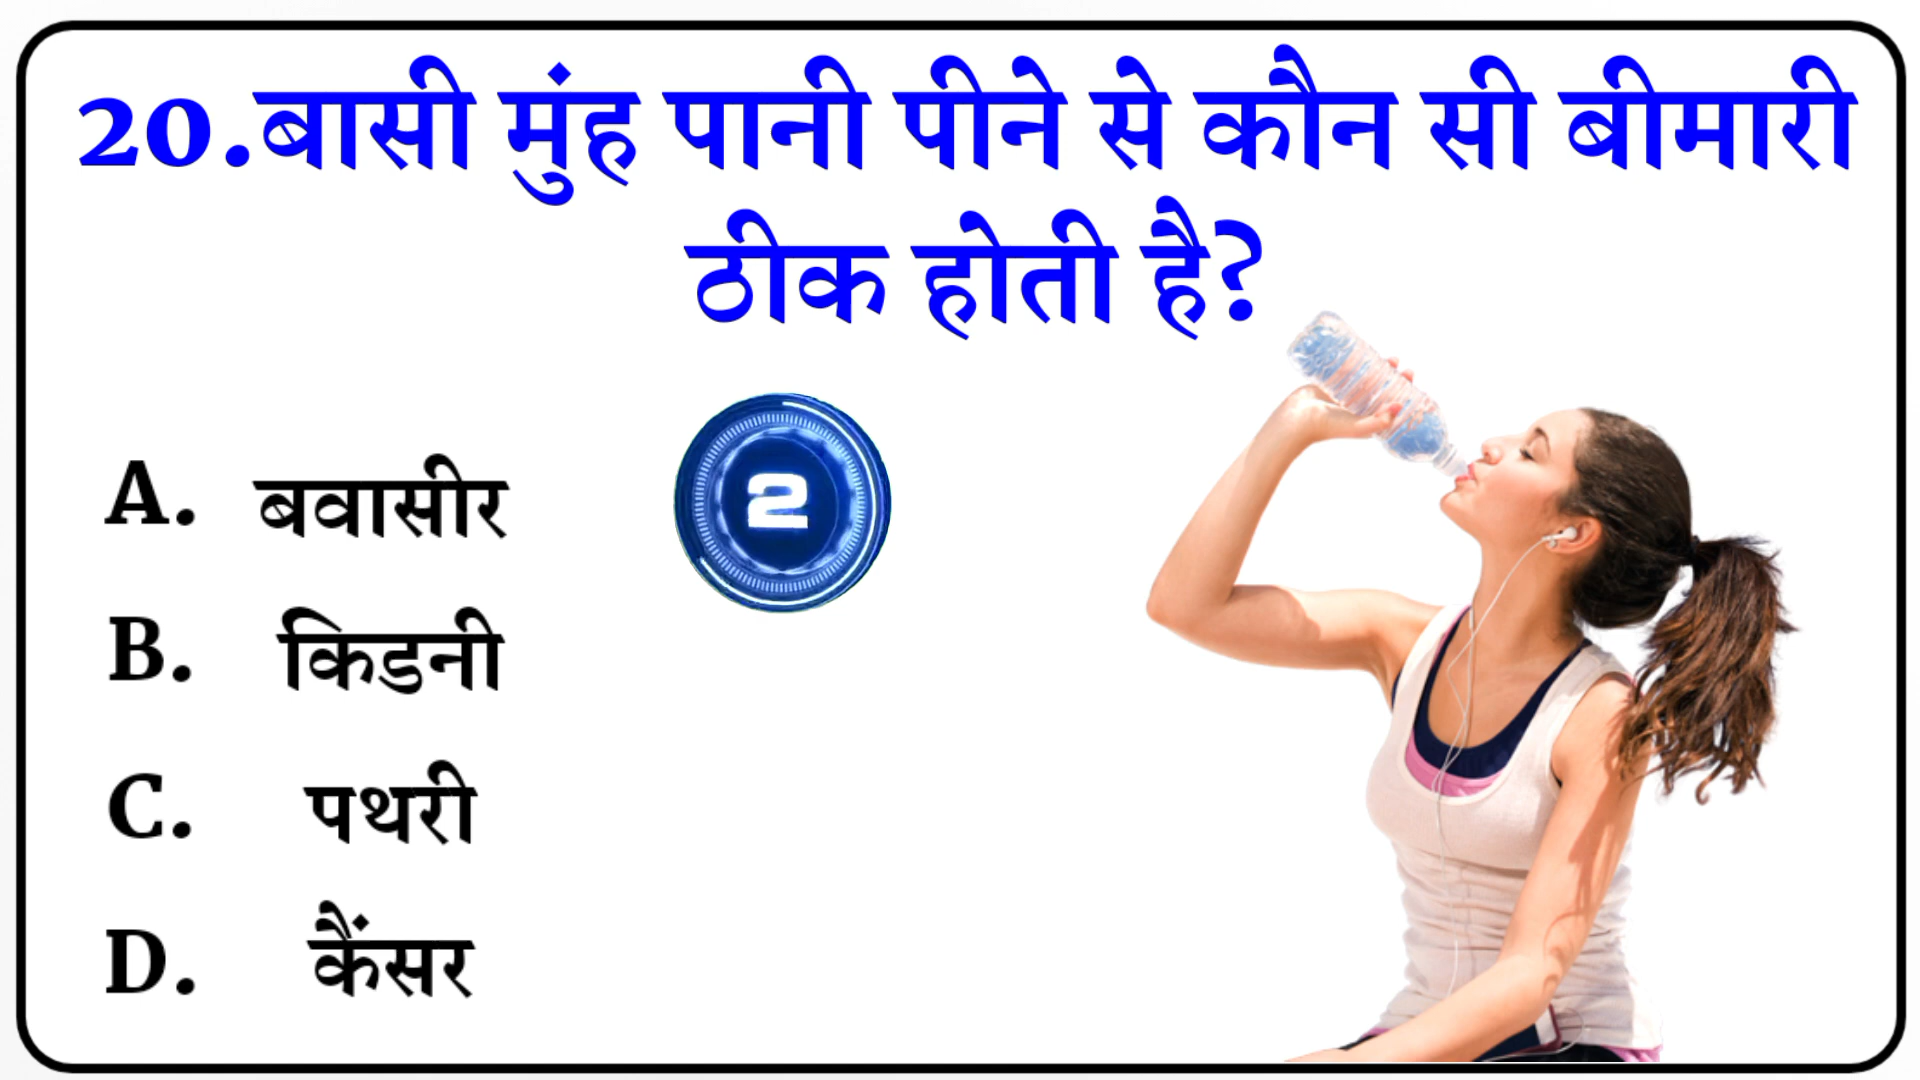 20.बासी मुंह पानी पीने से कौन सी बीमारी
ठीक होती है?
2
A. बवासीर
B. किडनी
C. पथरी
D. कैंसर